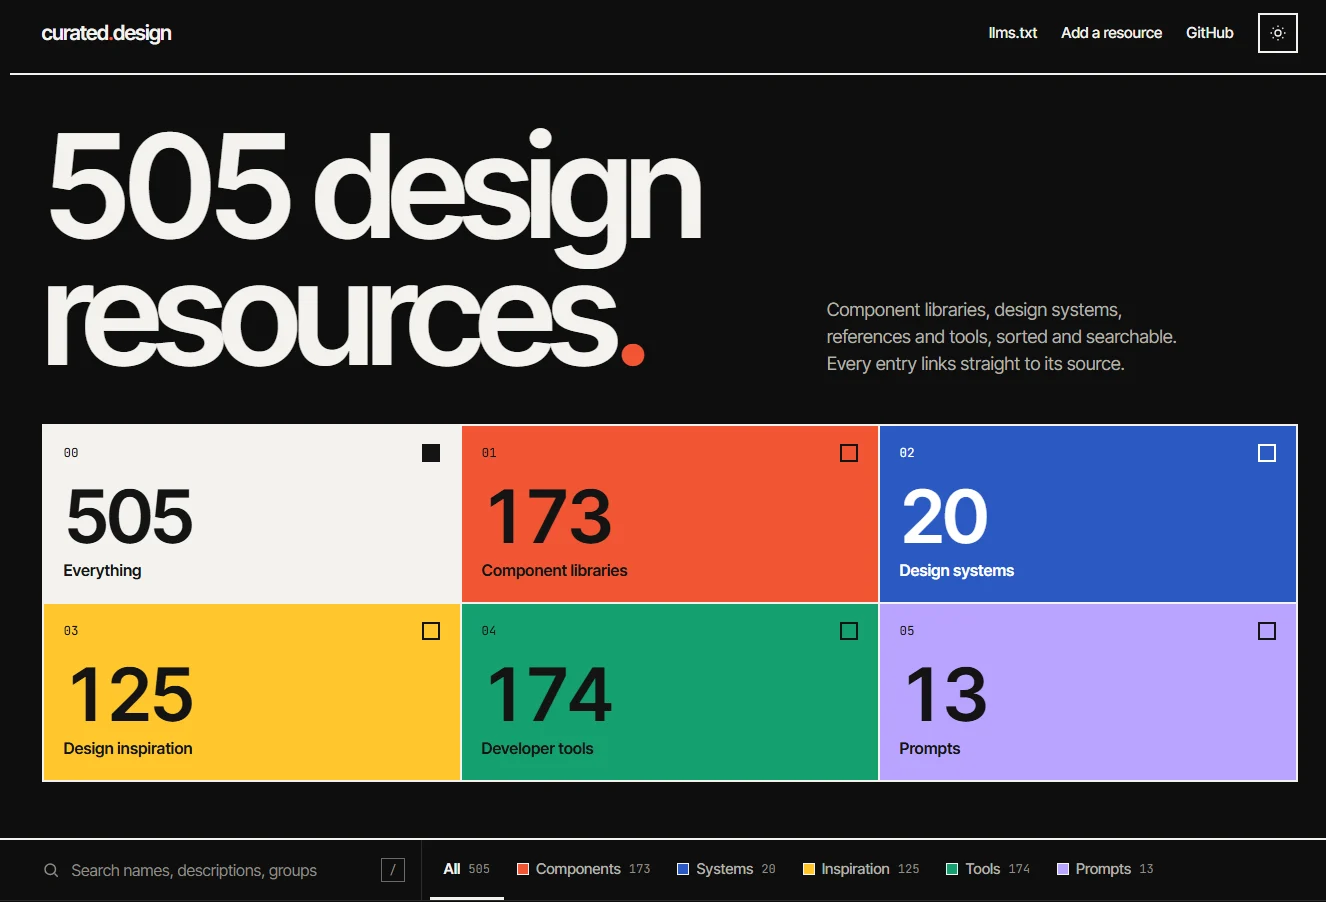 curated.design
llms.txt
Add a resource
GitHub
505 design
resources.
Component libraries, design systems,
references and tools, sorted and searchable.
Every entry links straight to its source.
00
505
Everything
01
173
Component libraries
02
20
Design systems
03
125
Design inspiration
04
174
Developer tools
05
13
Prompts
Search names, descriptions, groups
/
All 505
Components 173
Systems 20
Inspiration 125
Tools 174
Prompts 13